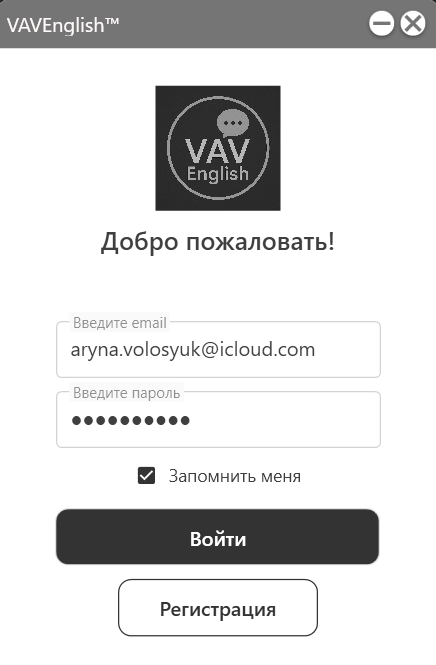 VAVEnglish™
VAV
English
Добро пожаловать!
Введите email
aryna.volosyuk@icloud.com
Введите пароль
●●●●●●●●●●
Запомнить меня
Войти
Регистрация